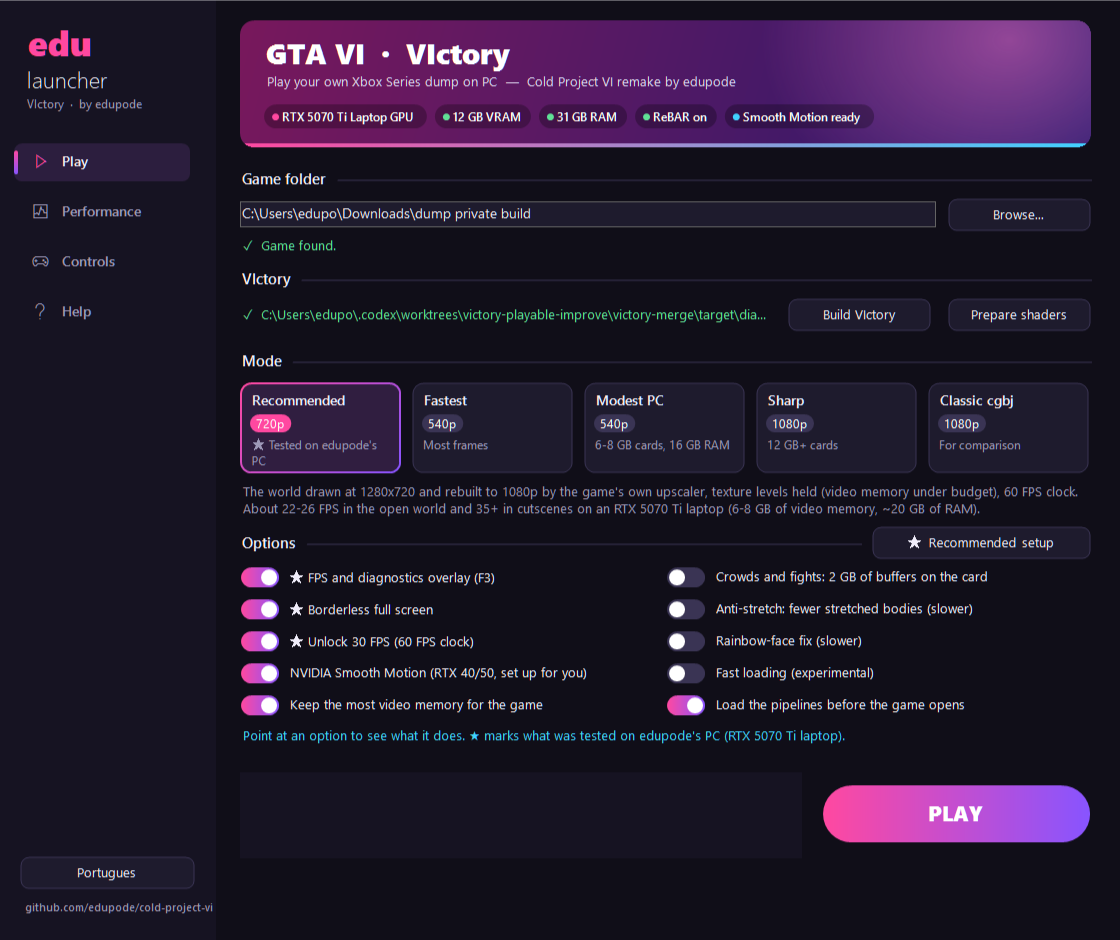 edu
launcher
VIctory · by edupode
Play
Performance
Controls
Help
Portugues
github.com/edupode/cold-project-vi
GTA VI · VIctory
Play your own Xbox Series dump on PC — Cold Project VI remake by edupode
RTX 5070 Ti Laptop GPU
12 GB VRAM
31 GB RAM
ReBAR on
Smooth Motion ready
Game folder
C:\Users\edupo\Downloads\dump private build
Browse...
✓ Game found.
VIctory
✓ C:\Users\edupo\.codex\worktrees\victory-playable-improve\victory-merge\target\dia...
Build VIctory
Prepare shaders
Mode
Recommended
720p
★ Tested on edupode's
PC
Fastest
540p
Most frames
Modest PC
540p
6-8 GB cards, 16 GB RAM
Sharp
1080p
12 GB+ cards
Classic cgbj
1080p
For comparison
The world drawn at 1280x720 and rebuilt to 1080p by the game's own upscaler, texture levels held (video memory under budget), 60 FPS clock.
About 22-26 FPS in the open world and 35+ in cutscenes on an RTX 5070 Ti laptop (6-8 GB of video memory, ~20 GB of RAM).
Options
★ Recommended setup
★ FPS and diagnostics overlay (F3)
★ Borderless full screen
★ Unlock 30 FPS (60 FPS clock)
NVIDIA Smooth Motion (RTX 40/50, set up for you)
Keep the most video memory for the game
Crowds and fights: 2 GB of buffers on the card
Anti-stretch: fewer stretched bodies (slower)
Rainbow-face fix (slower)
Fast loading (experimental)
Load the pipelines before the game opens
Point at an option to see what it does. ★ marks what was tested on edupode's PC (RTX 5070 Ti laptop).
PLAY